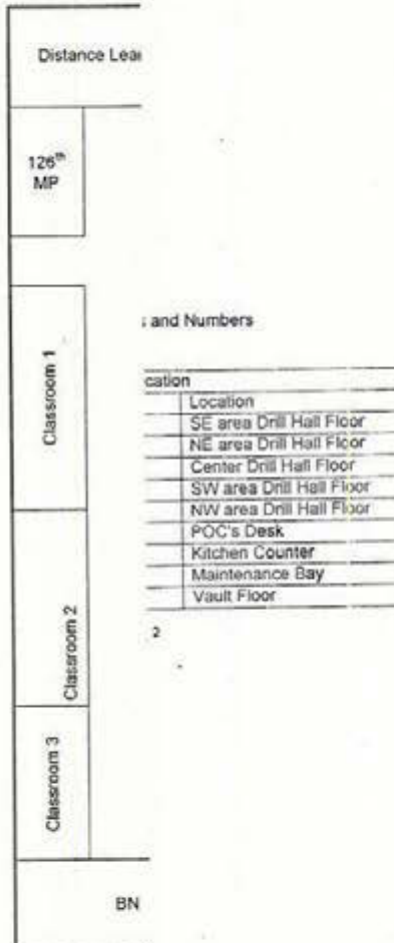 Distance Lear
126th
MP
s and Numbers
Classroom 1
cation
Location
SE area Drill Hall Floor
NE area Drill Hall Floor
Center Drill Hall Floor
SW area Drill Hall Floor
NW area Drill Hall Floor
POC's Desk
Kitchen Counter
Maintenance Bay
Vault Floor
2
Classroom 2
Classroom 3
BN